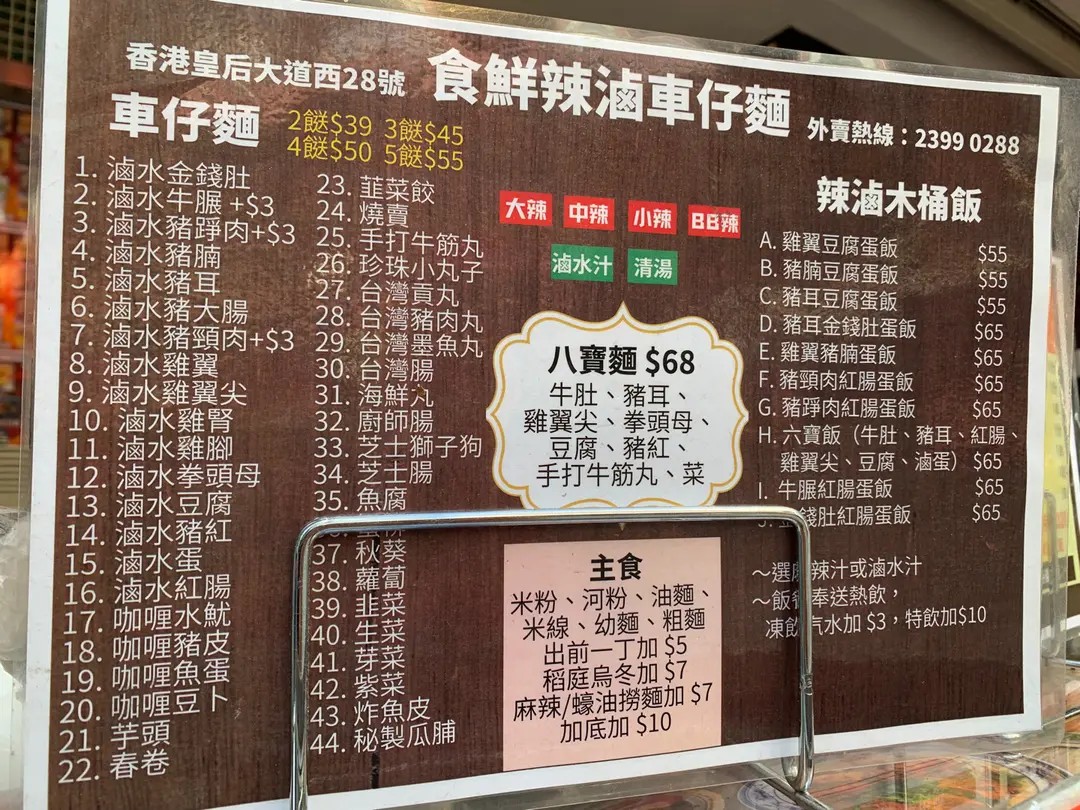 香港皇后大道西28號
食鮮辣滷車仔麵
外賣熱線：2399 0288
車仔麵
2餸$39 3餸$45
4餸$50 5餸$55
1. 滷水金錢肚
2. 滷水牛𦟌 +$3
3. 滷水豬踭肉+$3
4. 滷水豬腩
5. 滷水豬耳
6. 滷水豬大腸
7. 滷水豬頸肉+$3
8. 滷水雞翼
9. 滷水雞翼尖
10. 滷水雞腎
11. 滷水雞腳
12. 滷水拳頭母
13. 滷水豆腐
14. 滷水豬紅
15. 滷水蛋
16. 滷水紅腸
17. 咖喱水魷
18. 咖喱豬皮
19. 咖喱魚蛋
20. 咖喱豆卜
21. 芋頭
22. 春卷
23. 韮菜餃
24. 燒賣
25. 手打牛筋丸
26. 珍珠小丸子
27. 台灣貢丸
28. 台灣豬肉丸
29. 台灣墨魚丸
30. 台灣腸
31. 海鮮丸
32. 廚師腸
33. 芝士獅子狗
34. 芝士腸
35. 魚腐
37. 秋葵
38. 蘿蔔
39. 韭菜
40. 生菜
41. 芽菜
42. 紫菜
43. 炸魚皮
44. 秘製瓜脯
大辣 中辣 小辣 BB辣
滷水汁 清湯
八寶麵 $68
牛肚、豬耳、
雞翼尖、拳頭母、
豆腐、豬紅、
手打牛筋丸、菜
主食
米粉、河粉、油麵、
米線、幼麵、粗麵
出前一丁加 $5
稻庭烏冬加 $7
麻辣/蠔油撈麵加 $7
加底加 $10
辣滷木桶飯
A. 雞翼豆腐蛋飯 $55
B. 豬腩豆腐蛋飯 $55
C. 豬耳豆腐蛋飯 $55
D. 豬耳金錢肚蛋飯 $65
E. 雞翼豬腩蛋飯 $65
F. 豬頸肉紅腸蛋飯 $65
G. 豬踭肉紅腸蛋飯 $65
H. 六寶飯（牛肚、豬耳、紅腸、
雞翼尖、豆腐、滷蛋）$65
I. 牛𦟌紅腸蛋飯 $65
錢肚紅腸蛋飯 $65
～選 辣汁或滷水汁
～飯 奉送熱飲，
凍飲 汽水加 $3，特飲加$10